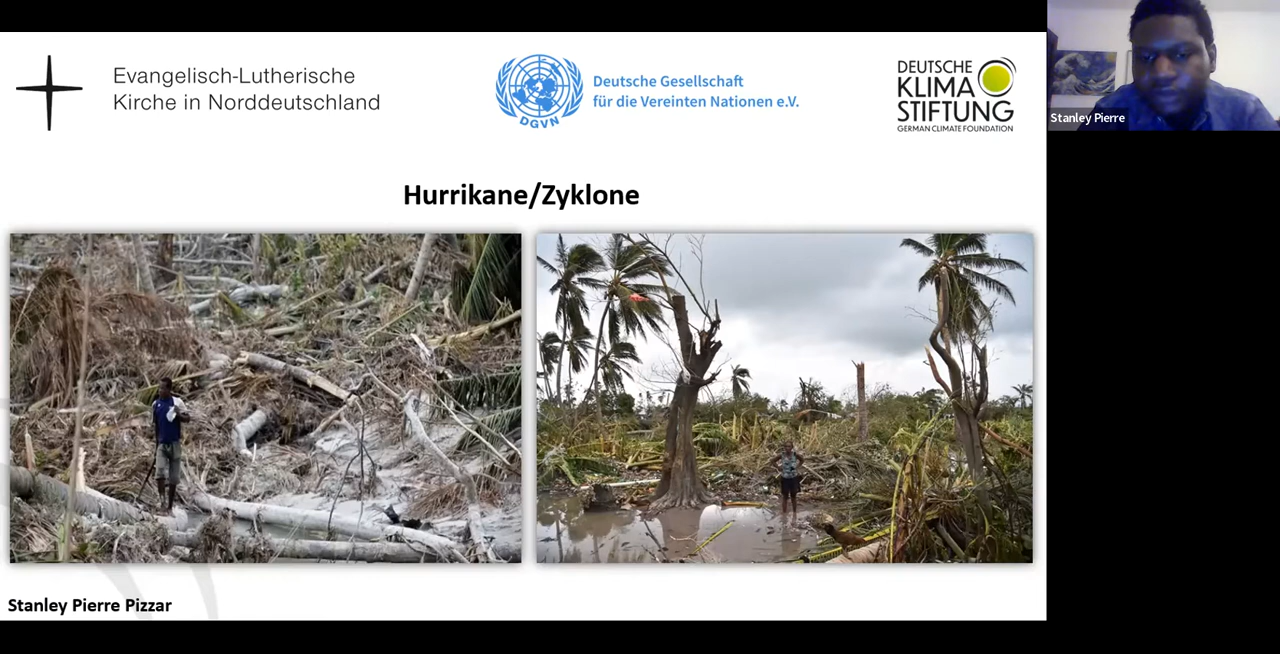 Evangelisch-Lutherische
Kirche in Norddeutschland
DGVN
Deutsche Gesellschaft
für die Vereinten Nationen e.V.
DEUTSCHE
KLIMA
STIFTUNG
GERMAN CLIMATE FOUNDATION
Stanley Pierre
Hurrikane/Zyklone
Stanley Pierre Pizzar